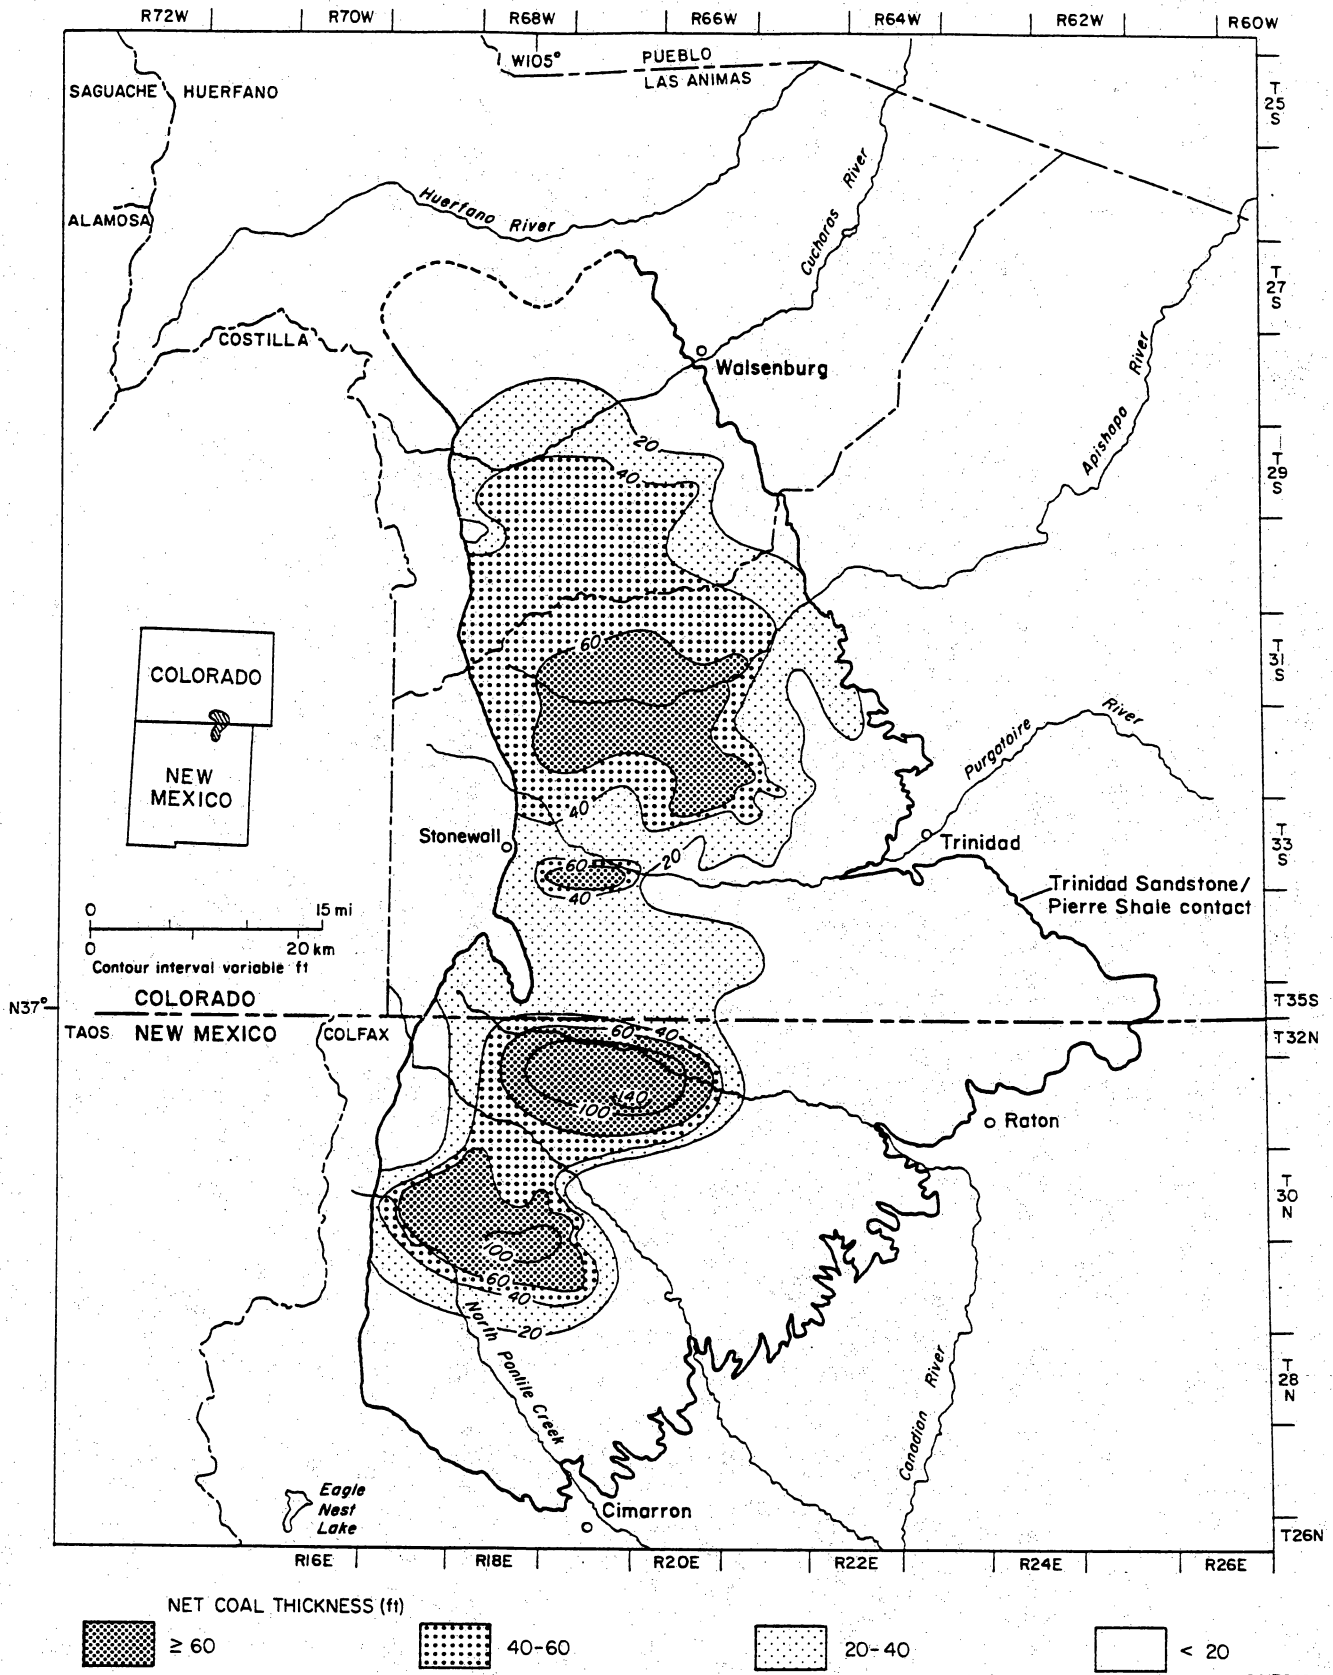 R72W R70W R68W R66W R64W R62W R60W
W105°
PUEBLO
LAS ANIMAS
SAGUACHE HUERFANO
T
25
S
ALAMOSA
Huerfano River
Cucharas River
T
27
S
COSTILLA
Walsenburg
Apishapa River
20
40
T
29
S
60
T
31
S
COLORADO
NEW
MEXICO
Purgatoire River
40
Stonewall
Trinidad
T
33
S
20
60
40
Trinidad Sandstone/
Pierre Shale contact
0 15 mi
0 20 km
Contour interval variable ft
N37°
COLORADO
T35S
TAOS NEW MEXICO COLFAX
T32N
60 40
140
100
Raton
T
30
N
100
60
40
20
North Ponlile Creek
T
28
N
Canadian River
Eagle
Nest
Lake
Cimarron
T26N
R16E R18E R20E R22E R24E R26E
NET COAL THICKNESS (ft)
≥ 60 40-60 20-40 < 20